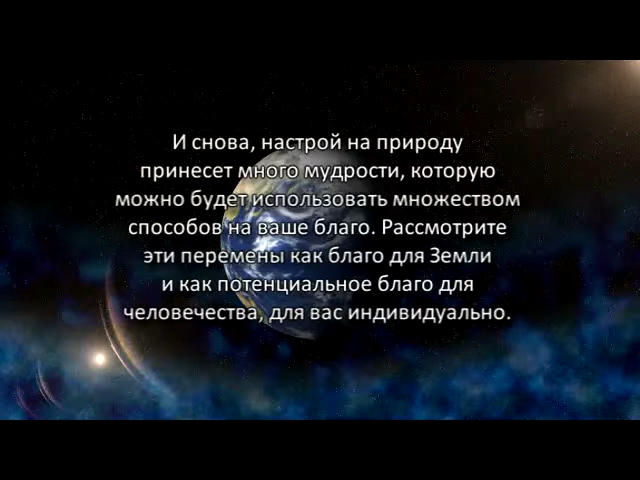 И снова, настрой на природу
принесет много мудрости, которую
можно будет использовать множеством
способов на ваше благо. Рассмотрите
эти перемены как благо для Земли
и как потенциальное благо для
человечества, для вас индивидуально.